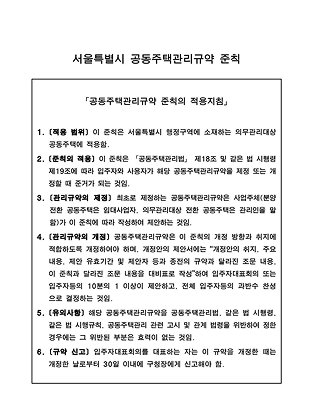 서울특별시 공동주택관리규약 준칙
「공동주택관리규약 준칙의 적용지침」
1. (적용 범위) 이 준칙은 서울특별시 행정구역에 소재하는 의무관리대상
공동주택에 적용함.
2. (준칙의 적용) 이 준칙은 「공동주택관리법」 제18조 및 같은 법 시행령
제19조에 따라 입주자와 사용자가 해당 공동주택관리규약을 제정 또는 개
정할 때 준거가 되는 것임.
3. (관리규약의 제정) 최초로 제정하는 공동주택관리규약은 사업주체(분양
전환 공동주택은 임대사업자, 의무관리대상 전환 공동주택은 관리인을 말
함)가 이 준칙에 따라 작성하여 제안하는 것임.
4. (관리규약의 개정) 공동주택관리규약은 이 준칙의 개정 방향과 취지에
적합하도록 개정하여야 하며, 개정안의 제안서에는 "개정안의 취지, 주요
내용, 제안 유효기간 및 제안자 등과 종전의 규약과 달라진 조문 내용,
이 준칙과 달라진 조문 내용을 대비표로 작성"하여 입주자대표회의 또는
입주자등의 10분의 1 이상이 제안하고, 전체 입주자등의 과반수 찬성
으로 결정하는 것임.
5. (유의사항) 해당 공동주택관리규약을 공동주택관리법, 같은 법 시행령,
같은 법 시행규칙, 공동주택관리 관련 고시 및 관계 법령을 위반하여 정한
경우에는 그 위반된 부분은 효력이 없는 것임.
6. (규약 신고) 입주자대표회의를 대표하는 자는 이 규약을 개정한 때는
개정한 날로부터 30일 이내에 구청장에게 신고해야 함.